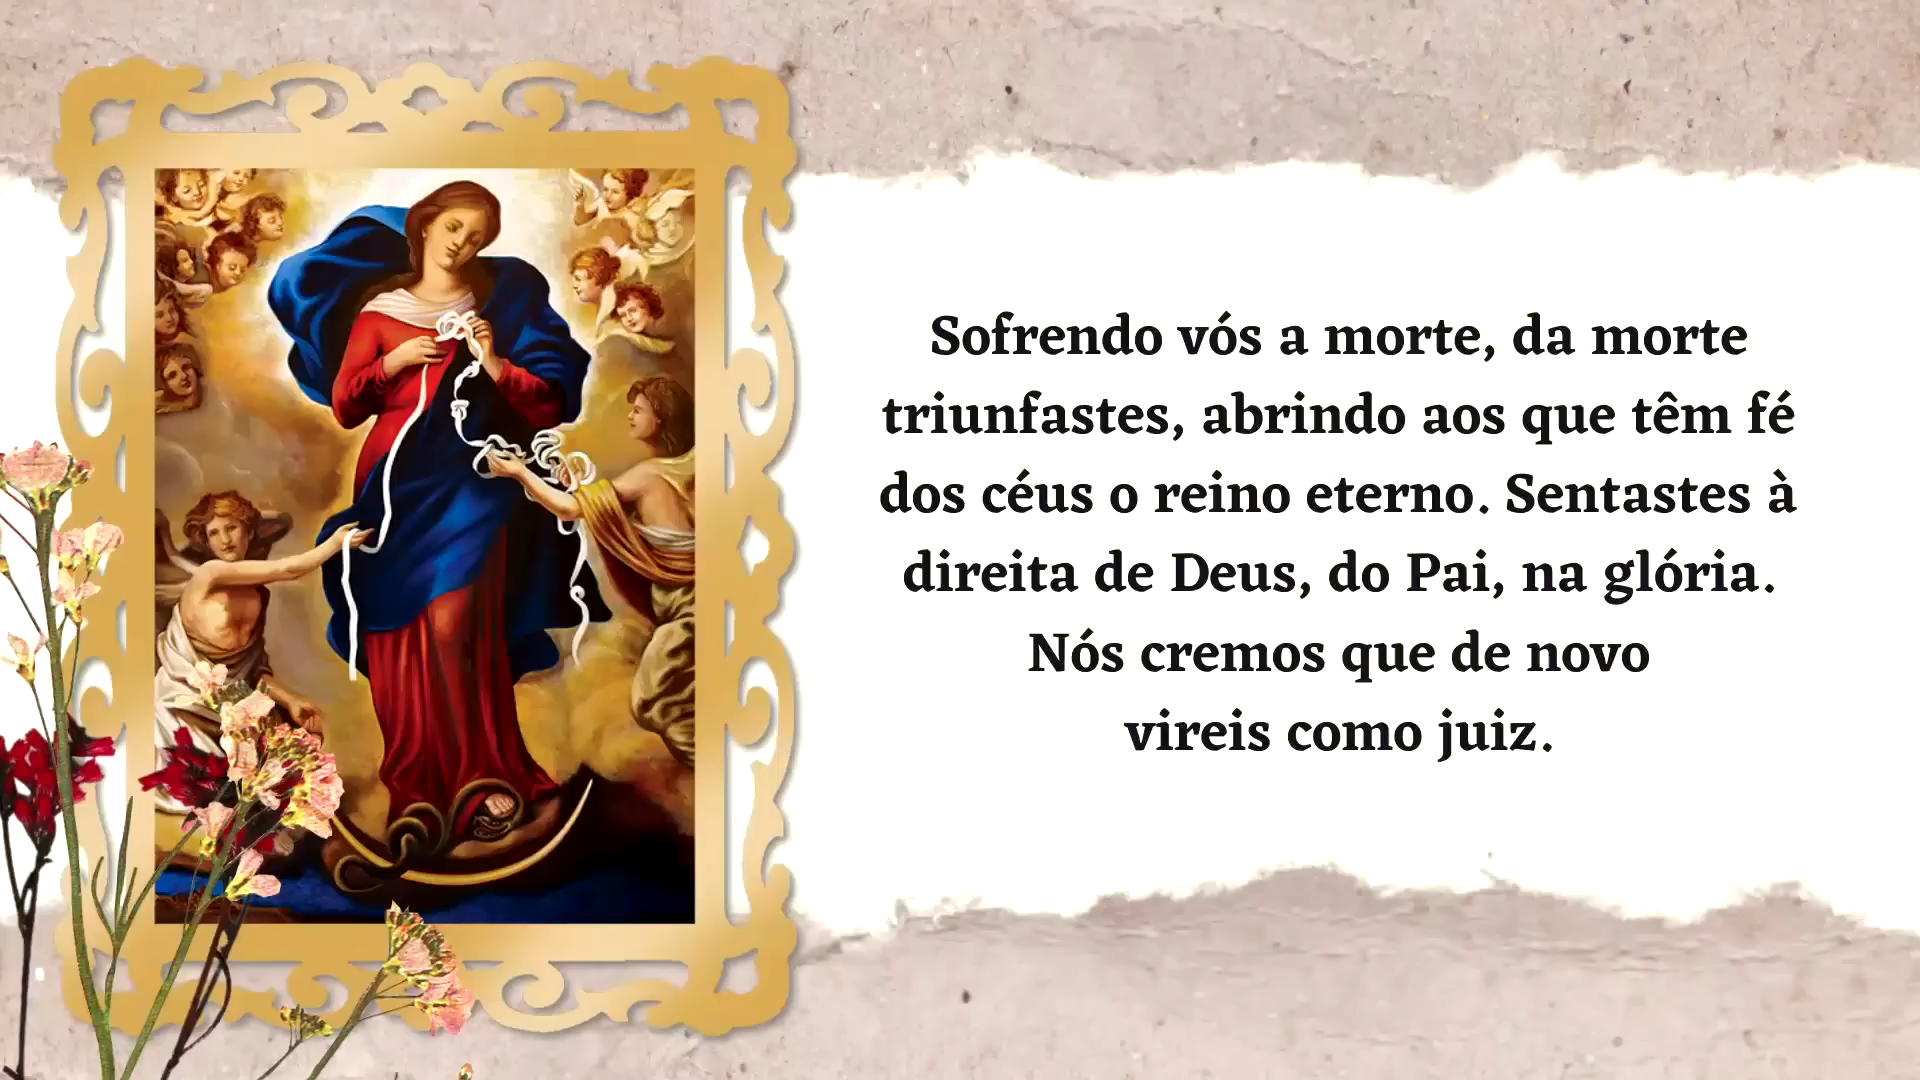 Sofrendo vós a morte, da morte
triunfastes, abrindo aos que têm fé
dos céus o reino eterno. Sentastes à
direita de Deus, do Pai, na glória.
Nós cremos que de novo
vireis como juiz.